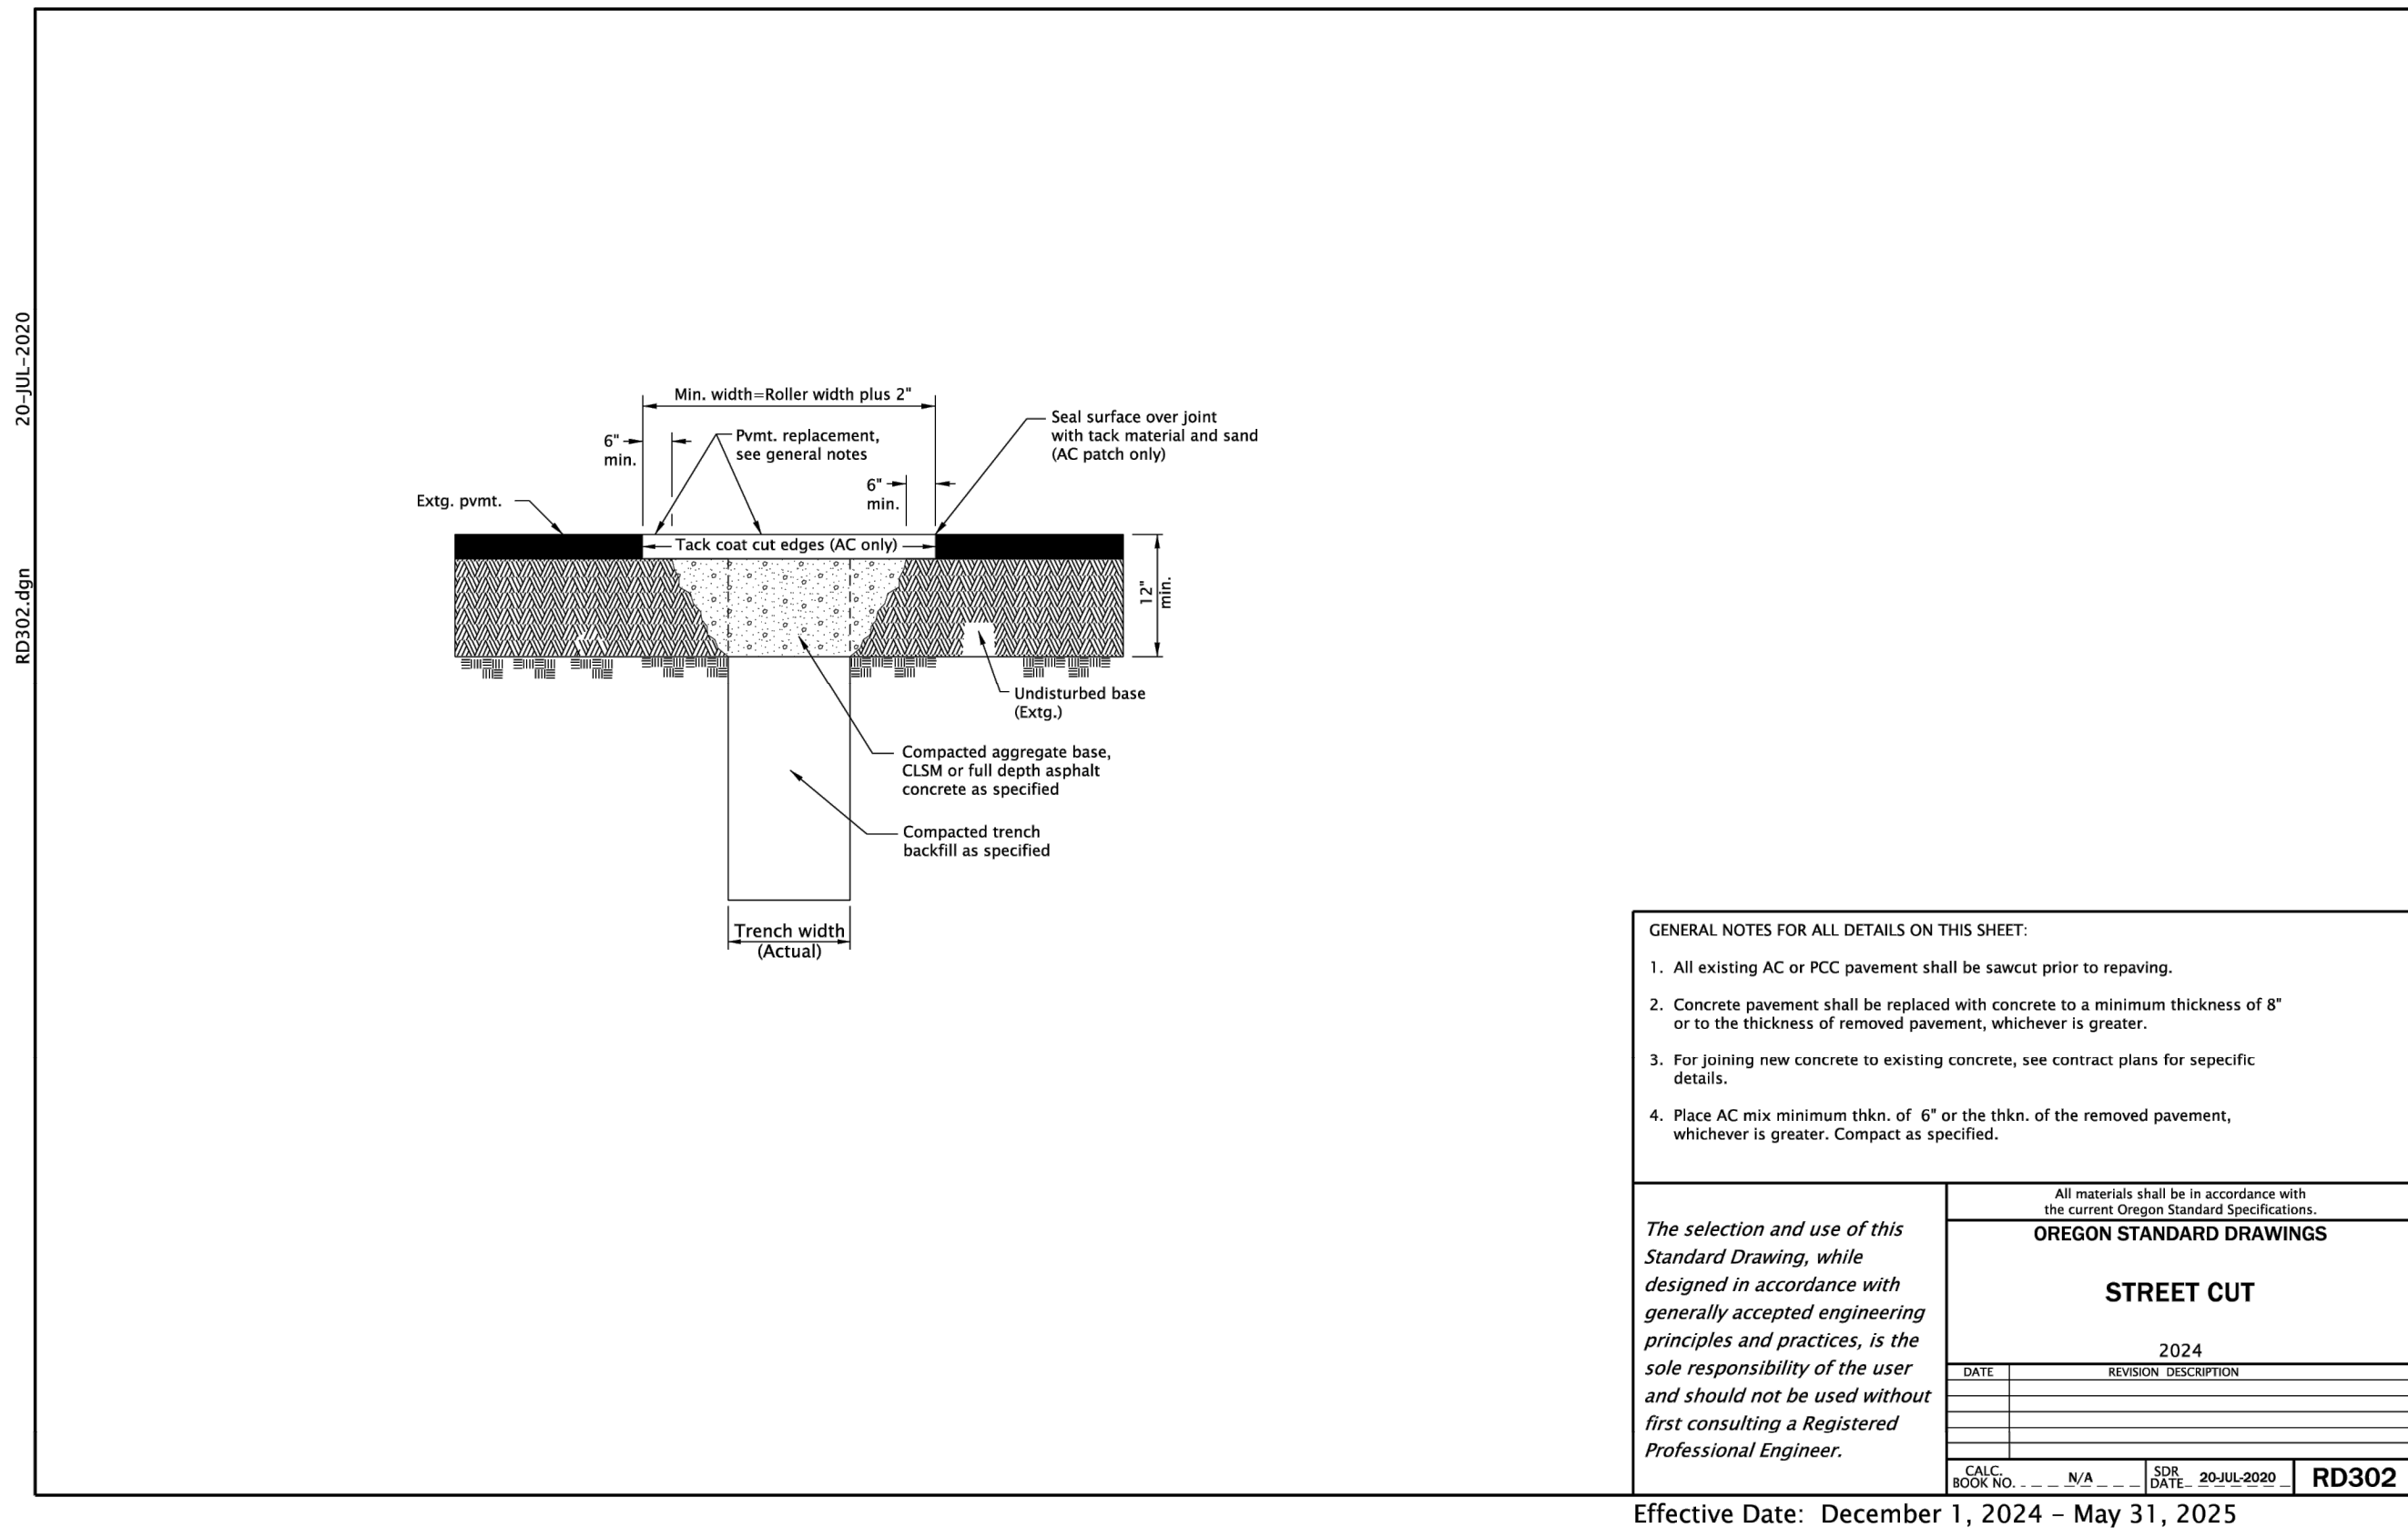 20-JUL-2020
RD302.dgn
Min. width=Roller width plus 2"
6"
min.
Pvmt. replacement,
see general notes
Seal surface over joint
with tack material and sand
(AC patch only)
6"
min.
Extg. pvmt.
Tack coat cut edges (AC only)
12"
min.
Undisturbed base
(Extg.)
Compacted aggregate base,
CLSM or full depth asphalt
concrete as specified
Compacted trench
backfill as specified
Trench width
(Actual)
GENERAL NOTES FOR ALL DETAILS ON THIS SHEET:
1. All existing AC or PCC pavement shall be sawcut prior to repaving.
2. Concrete pavement shall be replaced with concrete to a minimum thickness of 8"
or to the thickness of removed pavement, whichever is greater.
3. For joining new concrete to existing concrete, see contract plans for sepecific
details.
4. Place AC mix minimum thkn. of 6" or the thkn. of the removed pavement,
whichever is greater. Compact as specified.
The selection and use of this
Standard Drawing, while
designed in accordance with
generally accepted engineering
principles and practices, is the
sole responsibility of the user
and should not be used without
first consulting a Registered
Professional Engineer.
All materials shall be in accordance with
the current Oregon Standard Specifications.
OREGON STANDARD DRAWINGS
STREET CUT
2024
DATE REVISION DESCRIPTION
CALC.
BOOK NO. N/A
SDR
DATE 20-JUL-2020
RD302
Effective Date: December 1, 2024 – May 31, 2025